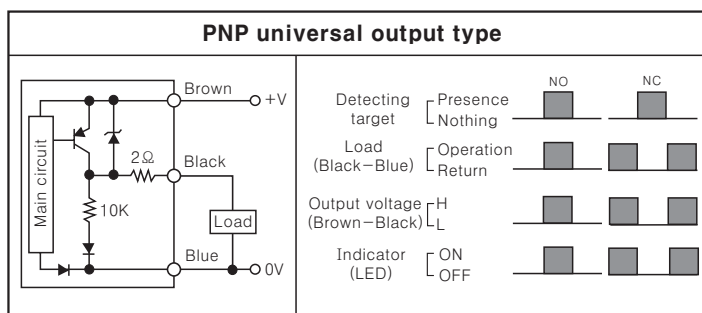 PNP universal output type
Main circuit
Brown
+V
2Ω
Black
10K
Load
Blue
0V
NO NC
Detecting target
Presence
Nothing
Load
(Black-Blue)
Operation
Return
Output voltage
(Brown-Black)
H
L
Indicator
(LED)
ON
OFF